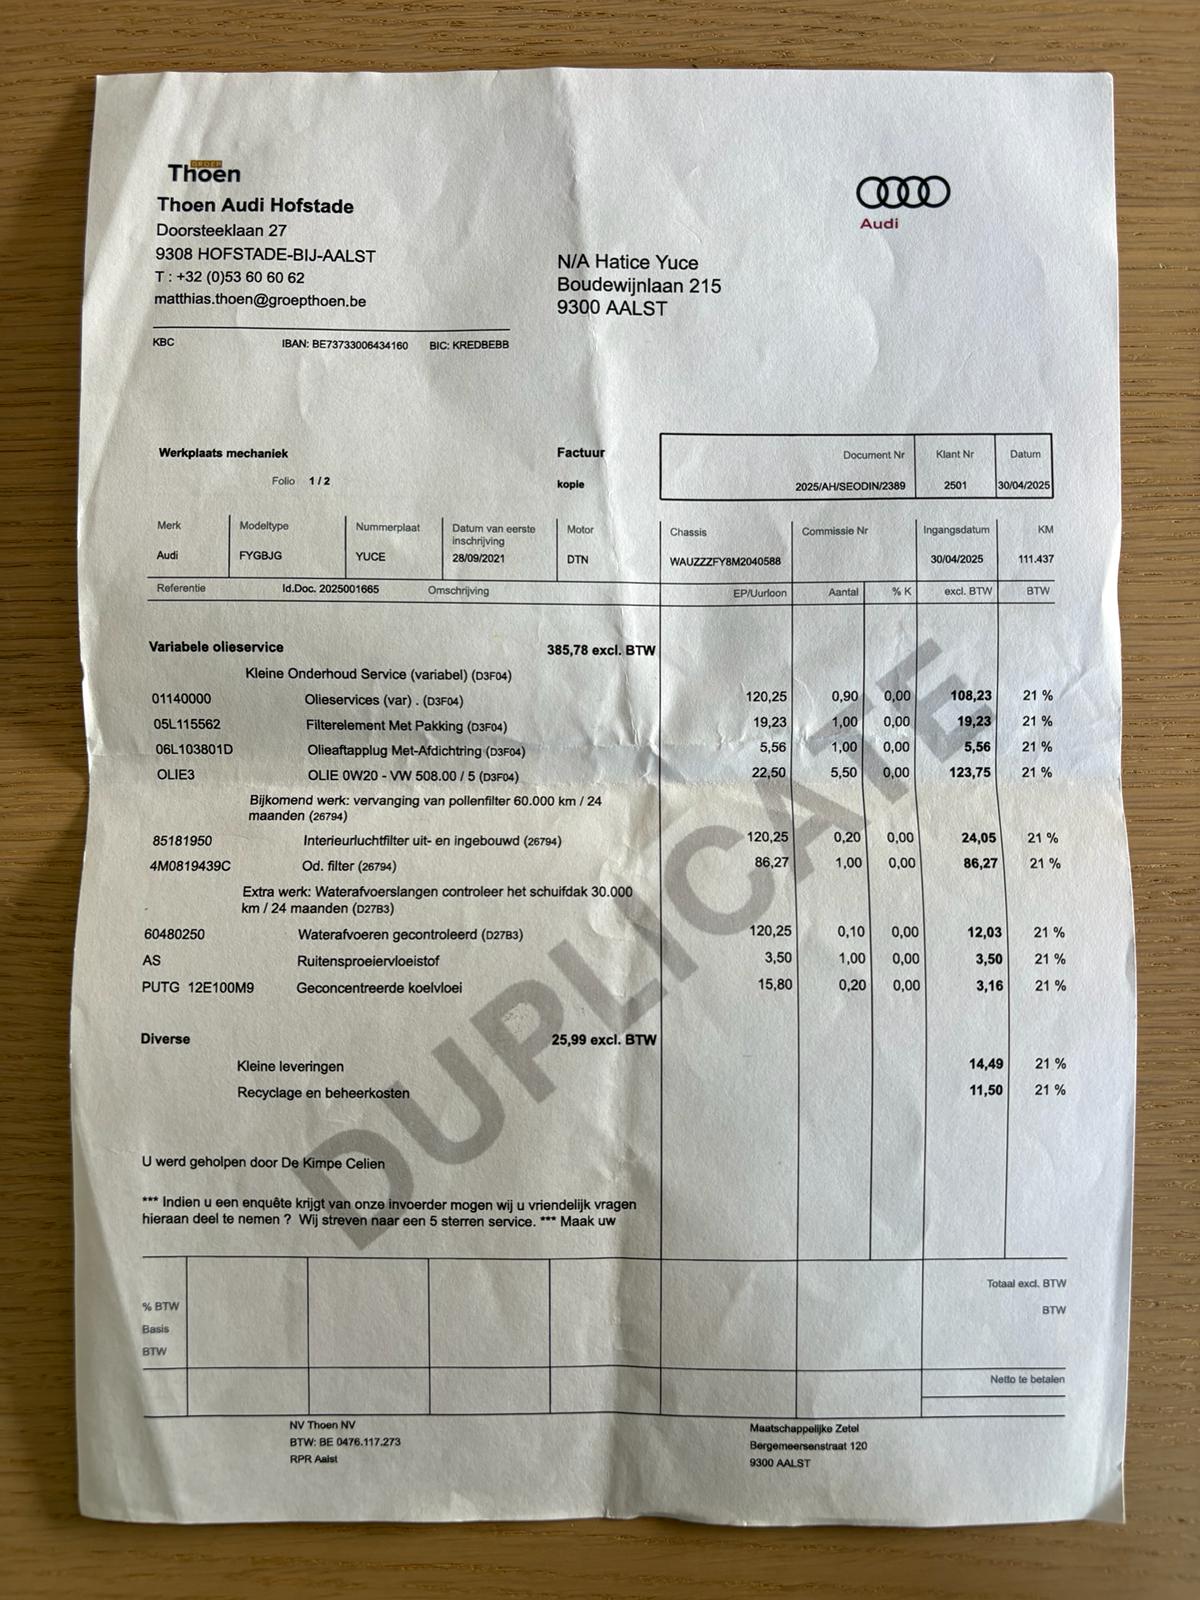 GROEP
Thoen
Thoen Audi Hofstade
Doorsteeklaan 27
9308 HOFSTADE-BIJ-AALST
T : +32 (0)53 60 60 62
matthias.thoen@groepthoen.be
KBC IBAN: BE73733006434160 BIC: KREDBEBB
Audi
N/A Hatice Yuce
Boudewijnlaan 215
9300 AALST
Werkplaats mechaniek
Folio 1 / 2
Factuur
kopie
Document Nr Klant Nr Datum
2025/AH/SEODIN/2389 2501 30/04/2025
Merk Modeltype Nummerplaat Datum van eerste inschrijving Motor Chassis Commissie Nr Ingangsdatum KM
Audi FYGBJG YUCE 28/09/2021 DTN WAUZZZFY8M2040588 30/04/2025 111.437
Referentie Id.Doc. 2025001665 Omschrijving EP/Uurloon Aantal % K excl. BTW BTW
Variabele olieservice 385,78 excl. BTW
Kleine Onderhoud Service (variabel) (D3F04)
01140000 Olieservices (var) . (D3F04) 120,25 0,90 0,00 108,23 21 %
05L115562 Filterelement Met Pakking (D3F04) 19,23 1,00 0,00 19,23 21 %
06L103801D Olieaftapplug Met-Afdichtring (D3F04) 5,56 1,00 0,00 5,56 21 %
OLIE3 OLIE 0W20 - VW 508.00 / 5 (D3F04) 22,50 5,50 0,00 123,75 21 %
Bijkomend werk: vervanging van pollenfilter 60.000 km / 24
maanden (26794)
85181950 Interieurluchtfilter uit- en ingebouwd (26794) 120,25 0,20 0,00 24,05 21 %
4M0819439C Od. filter (26794) 86,27 1,00 0,00 86,27 21 %
Extra werk: Waterafvoerslangen controleer het schuifdak 30.000
km / 24 maanden (D27B3)
60480250 Waterafvoeren gecontroleerd (D27B3) 120,25 0,10 0,00 12,03 21 %
AS Ruitensproeiervloeistof 3,50 1,00 0,00 3,50 21 %
PUTG 12E100M9 Geconcentreerde koelvloei 15,80 0,20 0,00 3,16 21 %
Diverse 25,99 excl. BTW
Kleine leveringen 14,49 21 %
Recyclage en beheerkosten 11,50 21 %
DUPLICATE
U werd geholpen door De Kimpe Celien
*** Indien u een enquête krijgt van onze invoerder mogen wij u vriendelijk vragen
hieraan deel te nemen ? Wij streven naar een 5 sterren service. *** Maak uw
Totaal excl. BTW
% BTW BTW
Basis
BTW
Netto te betalen
NV Thoen NV
BTW: BE 0476.117.273
RPR Aalst
Maatschappelijke Zetel
Bergemeersenstraat 120
9300 AALST